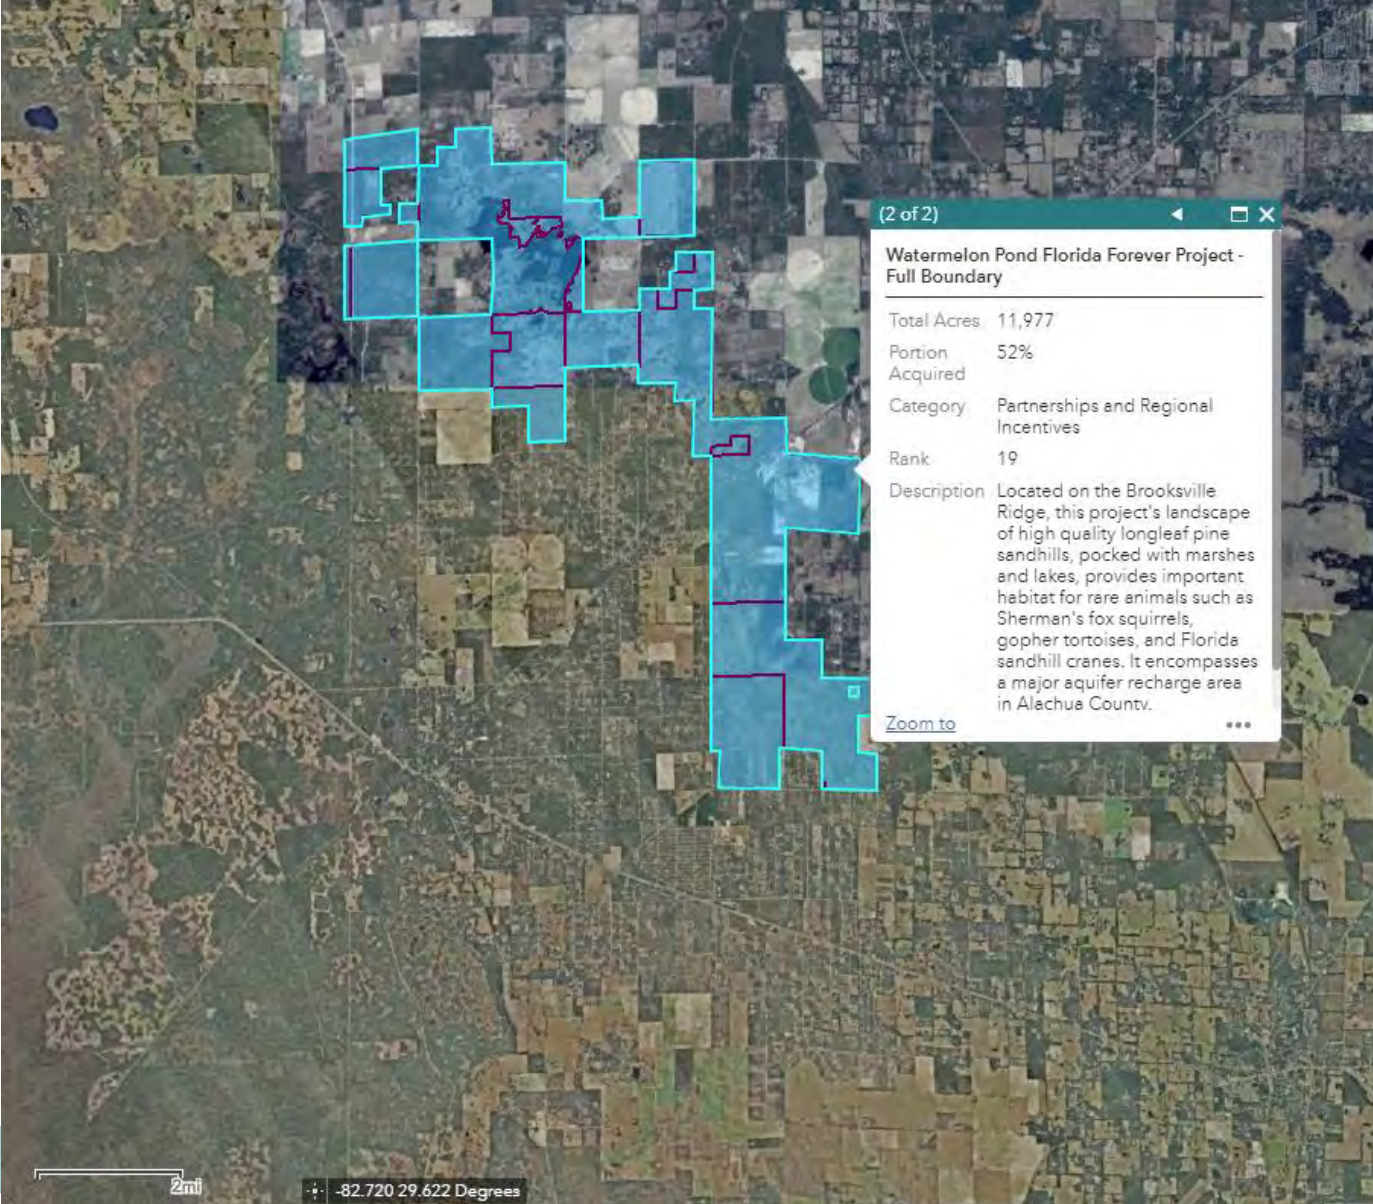 (2 of 2)
Watermelon Pond Florida Forever Project -
Full Boundary
Total Acres 11,977
Portion 52%
Acquired
Category Partnerships and Regional
Incentives
Rank 19
Description Located on the Brooksville
Ridge, this project's landscape
of high quality longleaf pine
sandhills, pocked with marshes
and lakes, provides important
habitat for rare animals such as
Sherman's fox squirrels,
gopher tortoises, and Florida
sandhill cranes. It encompasses
a major aquifer recharge area
in Alachua County.
Zoom to
2mi
-82.720 29.622 Degrees